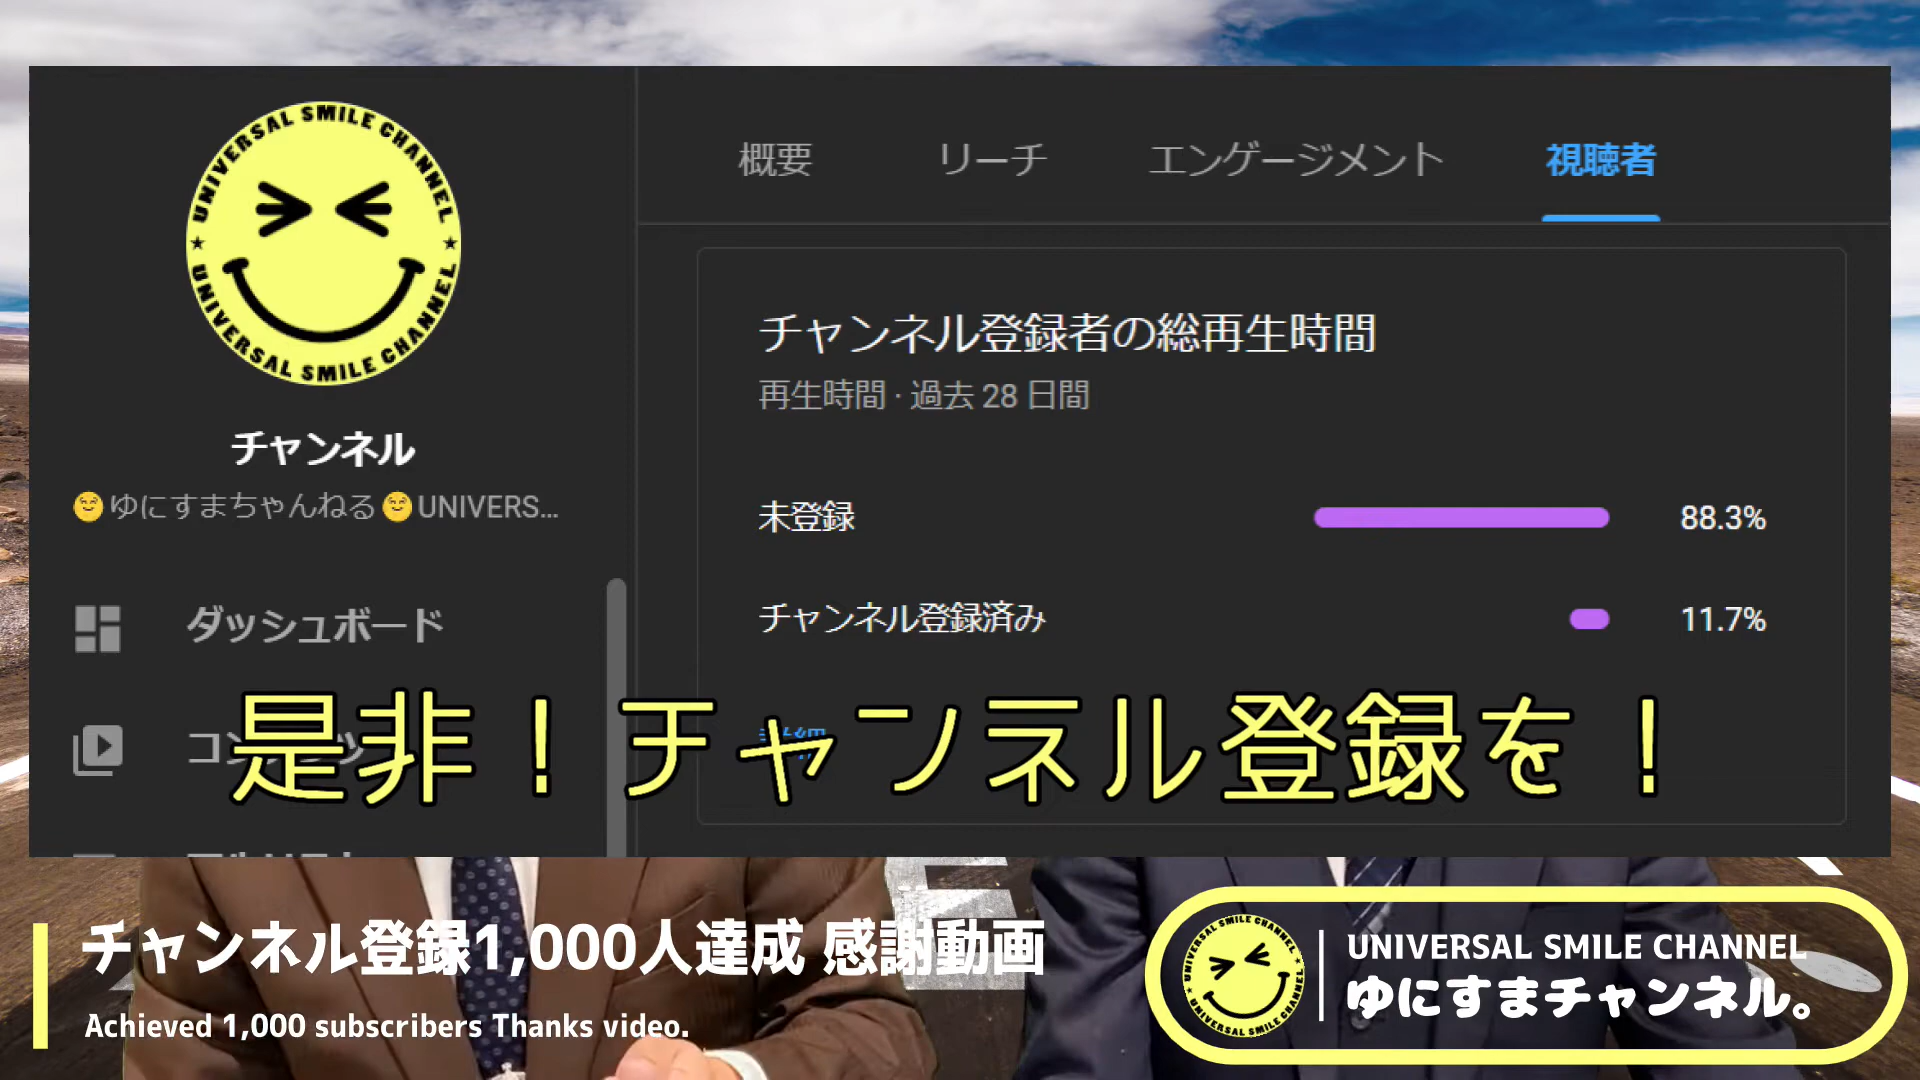 UNIVERSAL SMILE CHANNEL
UNIVERSAL SMILE CHANNEL
チャンネル
ゆにすまちゃんねる UNIVERS...
ダッシュボード
概要 リーチ エンゲージメント 視聴者
チャンネル登録者の総再生時間
再生時間 · 過去 28 日間
未登録 88.3%
チャンネル登録済み 11.7%
是非！チャンネル登録を！
チャンネル登録1,000人達成 感謝動画
Achieved 1,000 subscribers Thanks video.
UNIVERSAL SMILE CHANNEL
UNIVERSAL SMILE CHANNEL
UNIVERSAL SMILE CHANNEL
ゆにすまチャンネル。